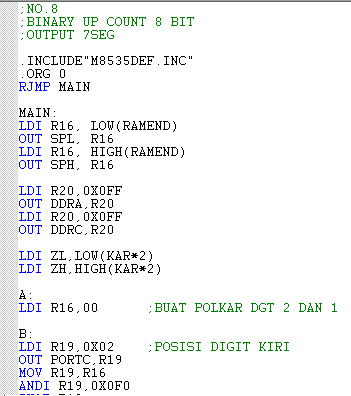 ;NO.8
;BINARY UP COUNT 8 BIT
;OUTPUT 7SEG
.INCLUDE"M8535DEF.INC"
.ORG 0
RJMP MAIN
MAIN:
LDI R16, LOW(RAMEND)
OUT SPL, R16
LDI R16, HIGH(RAMEND)
OUT SPH, R16
LDI R20,0X0FF
OUT DDRA,R20
LDI R20,0X0FF
OUT DDRC,R20
LDI ZL,LOW(KAR*2)
LDI ZH,HIGH(KAR*2)
A:
LDI R16,00 ;BUAT POLKAR DGT 2 DAN 1
B:
LDI R19,0X02 ;POSISI DIGIT KIRI
OUT PORTC,R19
MOV R19,R16
ANDI R19,0X0F0